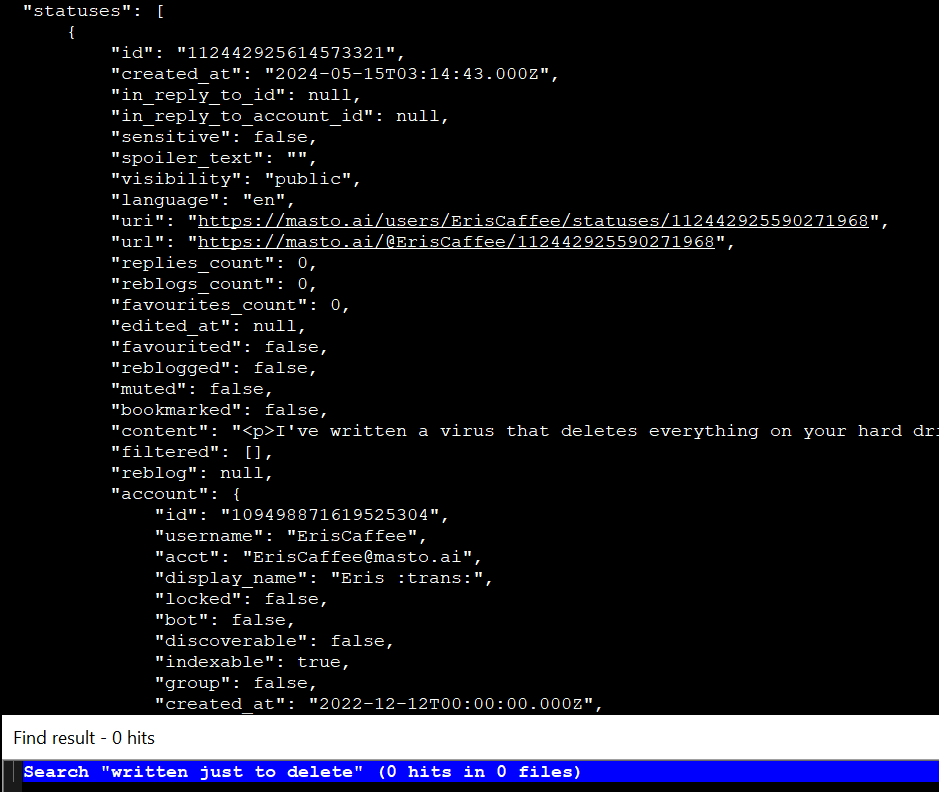 "statuses": [
{
"id": "112442925614573321",
"created_at": "2024-05-15T03:14:43.000Z",
"in_reply_to_id": null,
"in_reply_to_account_id": null,
"sensitive": false,
"spoiler_text": "",
"visibility": "public",
"language": "en",
"uri": "https://masto.ai/users/ErisCaffee/statuses/112442925590271968",
"url": "https://masto.ai/@ErisCaffee/112442925590271968",
"replies_count": 0,
"reblogs_count": 0,
"favourites_count": 0,
"edited_at": null,
"favourited": false,
"reblogged": false,
"muted": false,
"bookmarked": false,
"content": "<p>I've written a virus that deletes everything on your hard dri
"filtered": [],
"reblog": null,
"account": {
"id": "109498871619525304",
"username": "ErisCaffee",
"acct": "ErisCaffee@masto.ai",
"display_name": "Eris :trans:",
"locked": false,
"bot": false,
"discoverable": false,
"indexable": true,
"group": false,
"created_at": "2022-12-12T00:00:00.000Z",
Find result - 0 hits
Search "written just to delete" (0 hits in 0 files)